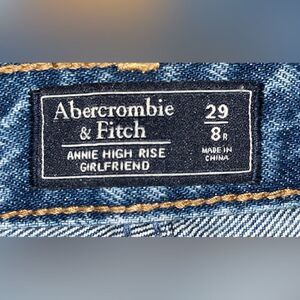 Abercrombie
& Fitch
ANNIE HIGH RISE
GIRLFRIEND
29
8R
MADE IN
CHINA